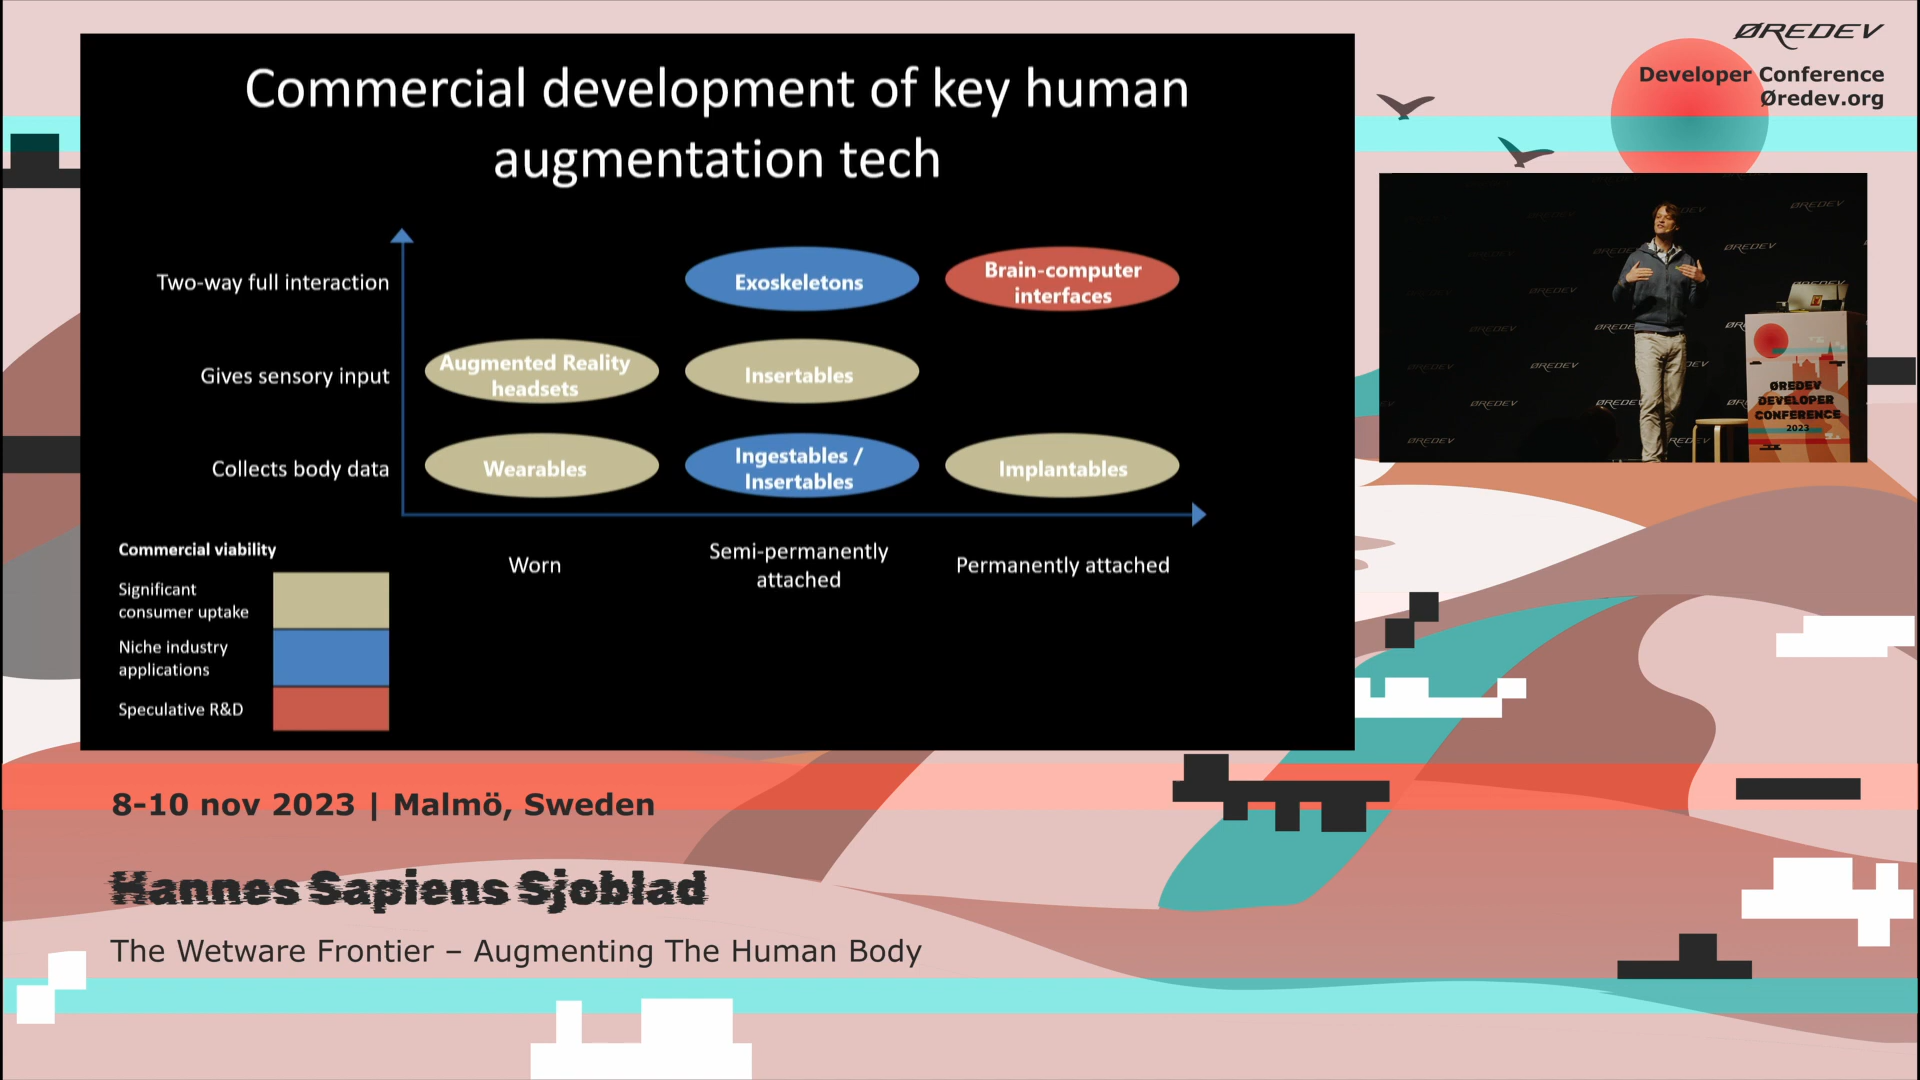 ØREDEV
Developer Conference
Øredev.org
Commercial development of key human
augmentation tech
Two-way full interaction
Exoskeletons
Brain-computer
interfaces
Gives sensory input
Augmented Reality
headsets
Insertables
Collects body data
Wearables
Ingestables /
Insertables
Implantables
Worn
Semi-permanently
attached
Permanently attached
Commercial viability
Significant
consumer uptake
Niche industry
applications
Speculative R&D
ØREDEV
DEVELOPER
CONFERENCE
2023
8-10 nov 2023 | Malmö, Sweden
Hannes Sapiens Sjoblad
The Wetware Frontier – Augmenting The Human Body